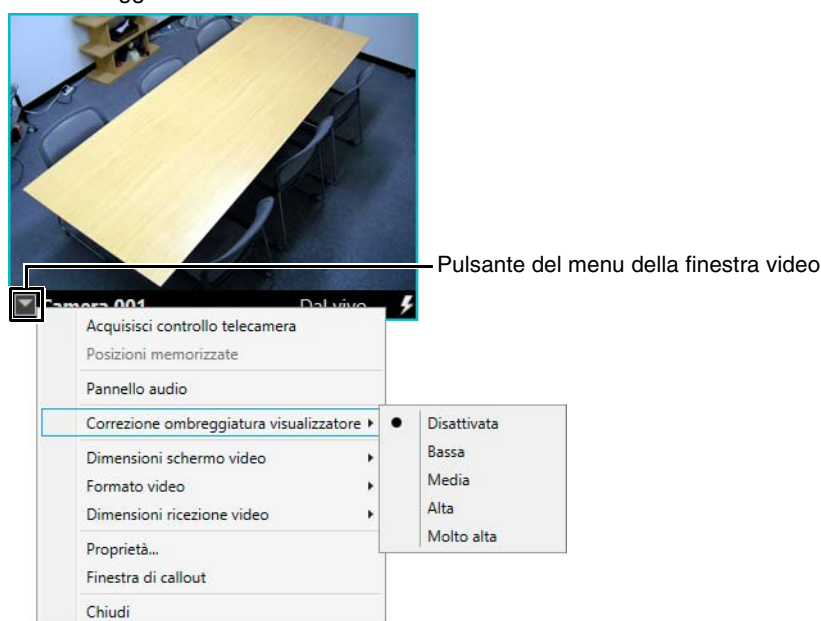 Pulsante del menu della finestra video
Camera 001 Dal vivo
Acquisisci controllo telecamera
Posizioni memorizzate
Pannello audio
Correzione ombreggiatura visualizzatore
Disattivata
Bassa
Media
Alta
Molto alta
Dimensioni schermo video
Formato video
Dimensioni ricezione video
Proprietà...
Finestra di callout
Chiudi